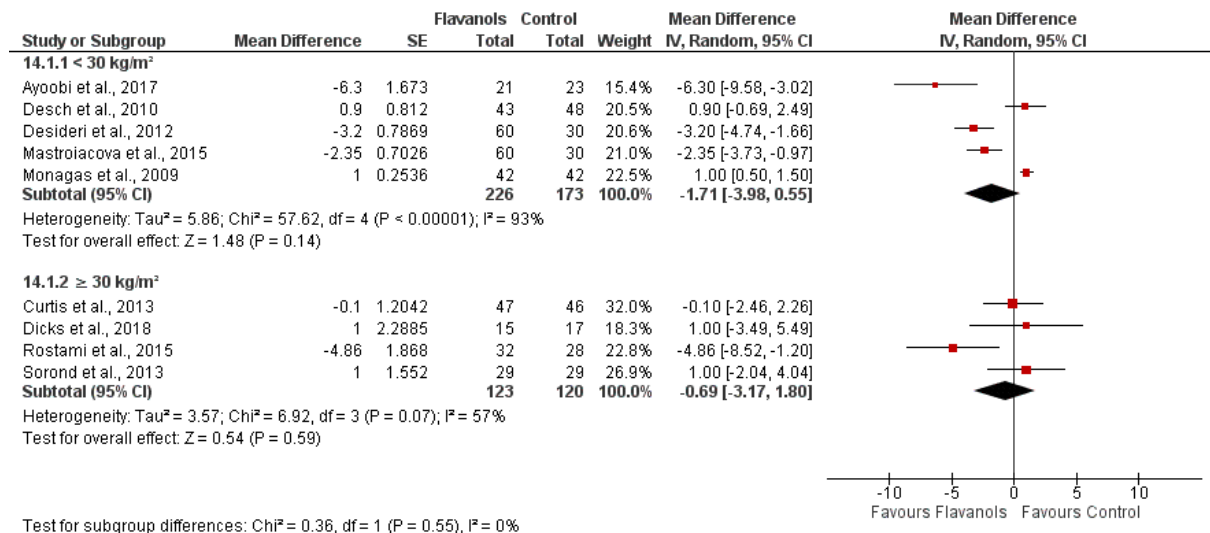 Flavanols Control Mean Difference Mean Difference
Study or Subgroup Mean Difference SE Total Total Weight IV, Random, 95% CI IV, Random, 95% CI
14.1.1 < 30 kg/m²
Ayoobi et al., 2017 -6.3 1.673 21 23 15.4% -6.30 [-9.58, -3.02]
Desch et al., 2010 0.9 0.812 43 48 20.5% 0.90 [-0.69, 2.49]
Desideri et al., 2012 -3.2 0.7869 60 30 20.6% -3.20 [-4.74, -1.66]
Mastroiacova et al., 2015 -2.35 0.7026 60 30 21.0% -2.35 [-3.73, -0.97]
Monagas et al., 2009 1 0.2536 42 42 22.5% 1.00 [0.50, 1.50]
Subtotal (95% CI) 226 173 100.0% -1.71 [-3.98, 0.55]
Heterogeneity: Tau² = 5.86; Chi² = 57.62, df = 4 (P < 0.00001); I² = 93%
Test for overall effect: Z = 1.48 (P = 0.14)
14.1.2 ≥ 30 kg/m²
Curtis et al., 2013 -0.1 1.2042 47 46 32.0% -0.10 [-2.46, 2.26]
Dicks et al., 2018 1 2.2885 15 17 18.3% 1.00 [-3.49, 5.49]
Rostami et al., 2015 -4.86 1.868 32 28 22.8% -4.86 [-8.52, -1.20]
Sorond et al., 2013 1 1.552 29 29 26.9% 1.00 [-2.04, 4.04]
Subtotal (95% CI) 123 120 100.0% -0.69 [-3.17, 1.80]
Heterogeneity: Tau² = 3.57; Chi² = 6.92, df = 3 (P = 0.07); I² = 57%
Test for overall effect: Z = 0.54 (P = 0.59)
-10 -5 0 5 10
Favours Flavanols Favours Control
Test for subgroup differences: Chi² = 0.36, df = 1 (P = 0.55), I² = 0%